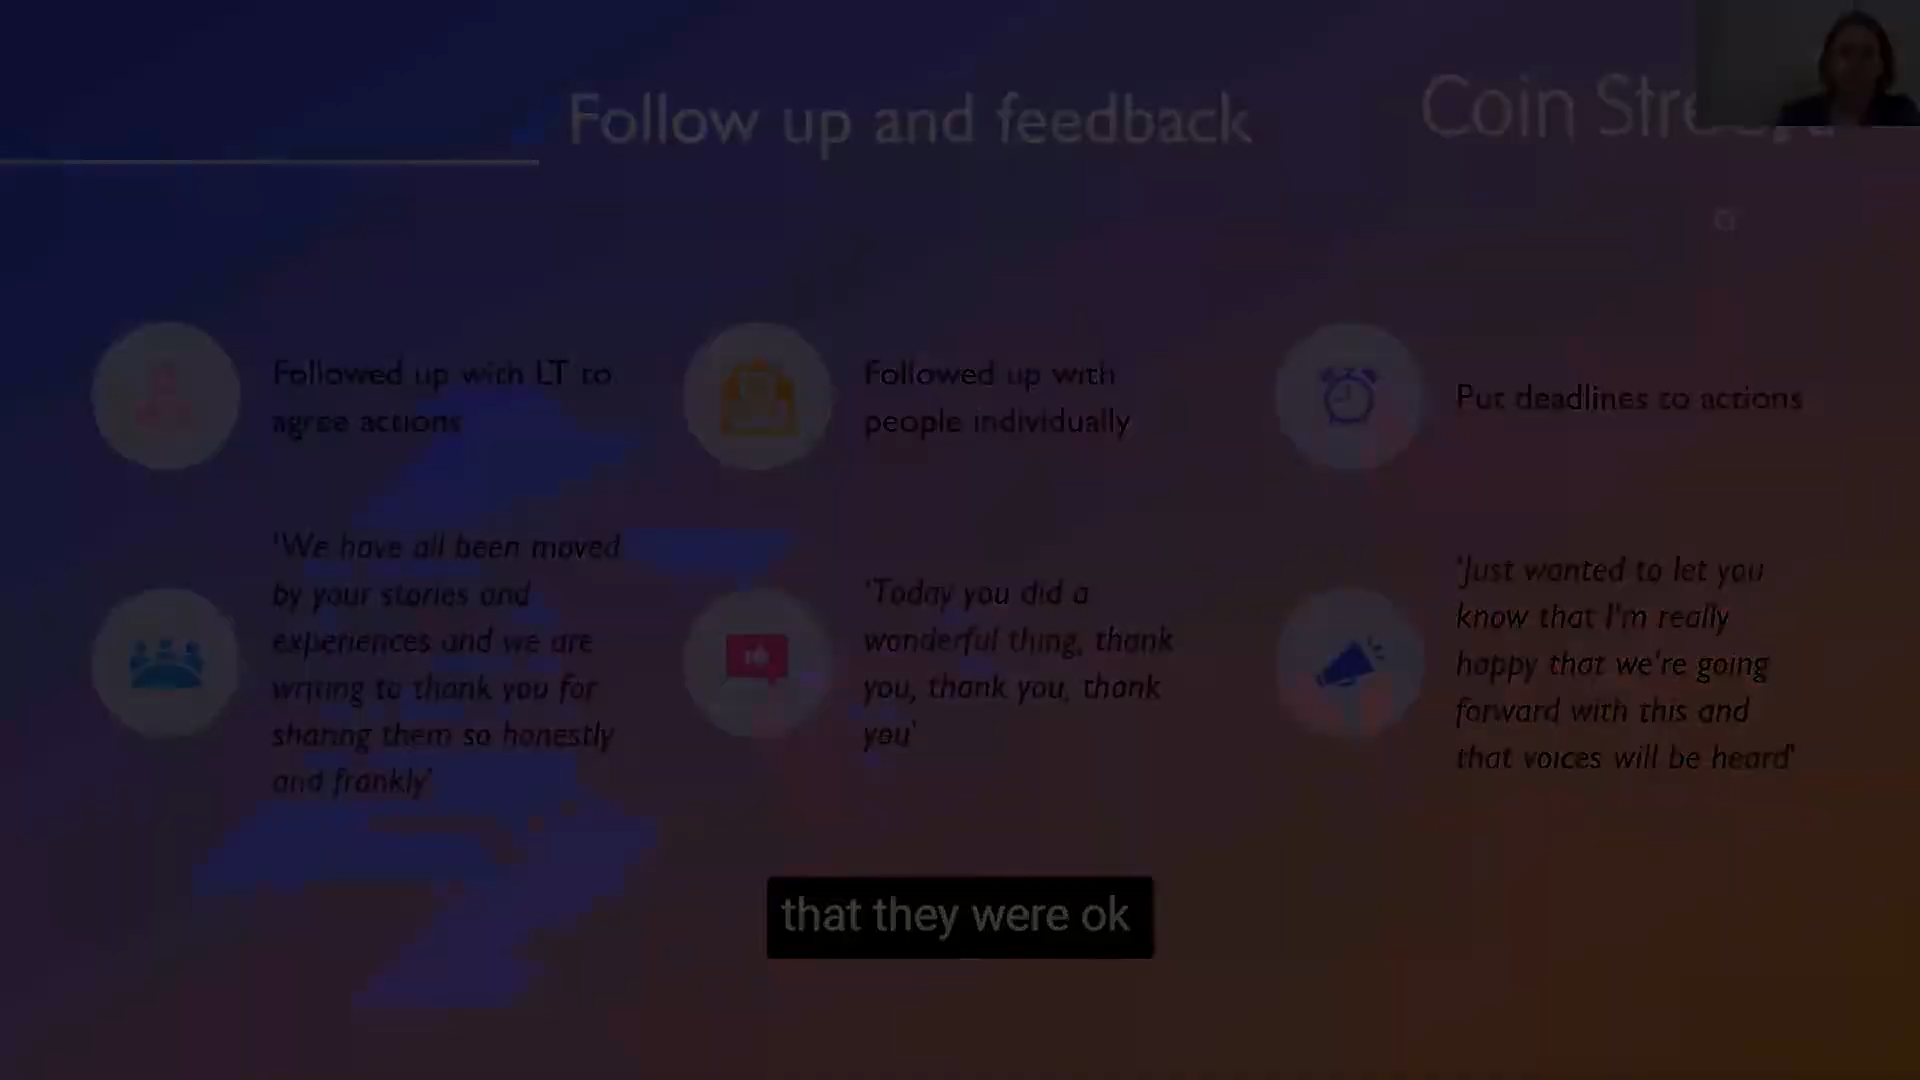 Follow up and feedback
Coin
Followed up with LT to
agree actions
Followed up with
people individually
Put deadlines to actions
'We have all been moved
by your stories and
experiences and we are
writing to thank you for
sharing them so honestly
and frankly'
'Today you did a
wonderful thing, thank
you, thank you, thank
you'
'Just wanted to let you
know that I'm really
happy that we're going
forward with this and
that voices will be heard'
that they were ok